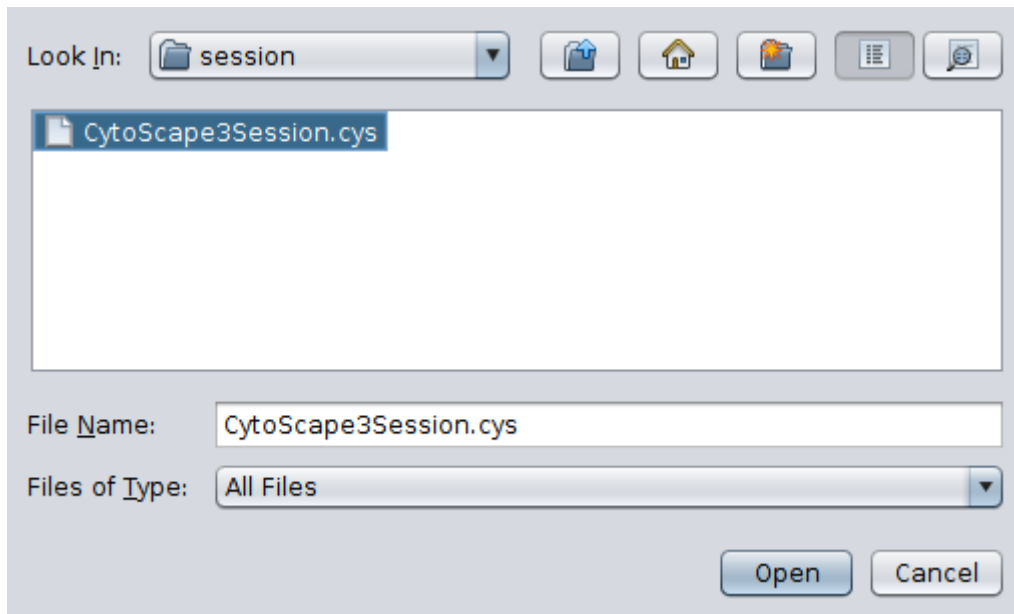 Look In: session
CytoScape3Session.cys
File Name: CytoScape3Session.cys
Files of Type: All Files
Open Cancel